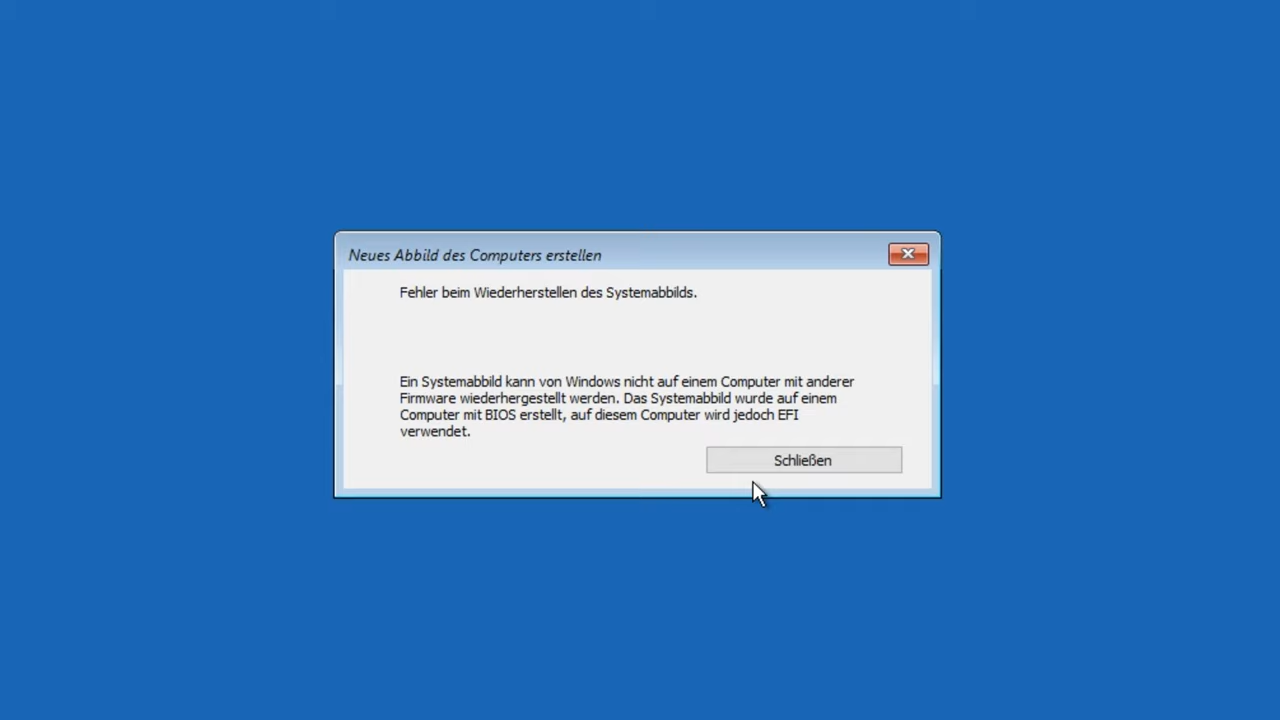 Neues Abbild des Computers erstellen
Fehler beim Wiederherstellen des Systemabbilds.
Ein Systemabbild kann von Windows nicht auf einem Computer mit anderer
Firmware wiederhergestellt werden. Das Systemabbild wurde auf einem
Computer mit BIOS erstellt, auf diesem Computer wird jedoch EFI
verwendet.
Schließen